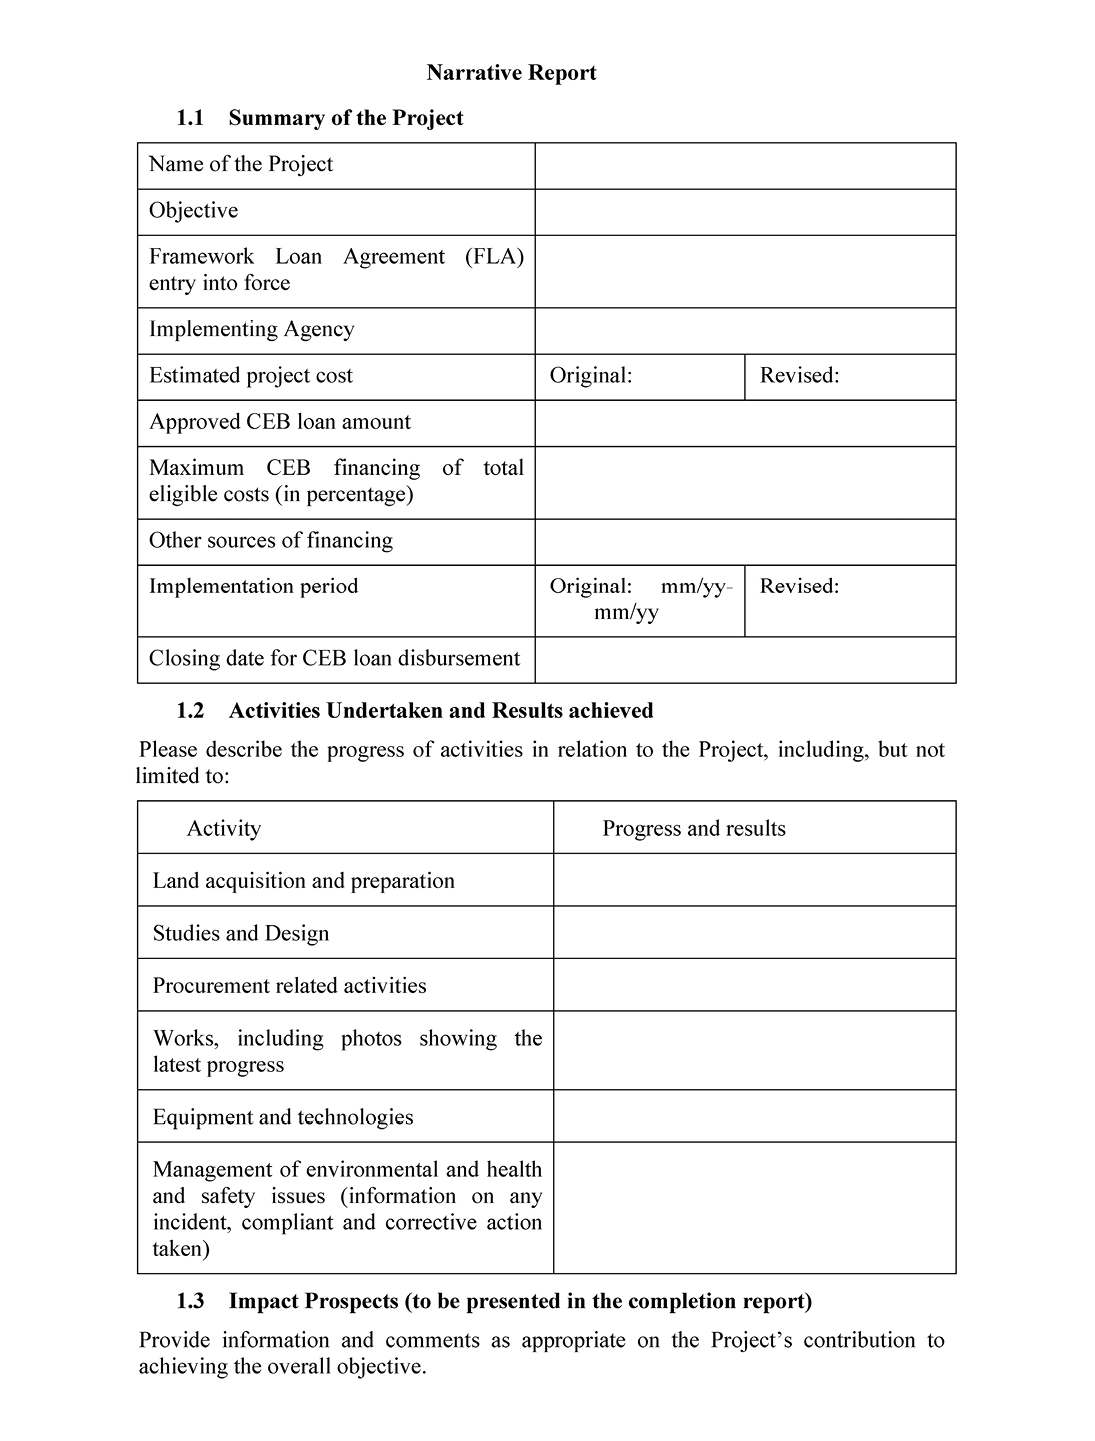 Narrative Report
1.1 Summary of the Project
Name of the Project
Objective
Framework Loan Agreement (FLA)
entry into force
Implementing Agency
Estimated project cost Original: Revised:
Approved CEB loan amount
Maximum CEB financing of total
eligible costs (in percentage)
Other sources of financing
Implementation period Original: mm/yy- Revised:
mm/yy
Closing date for CEB loan disbursement
1.2 Activities Undertaken and Results achieved
Please describe the progress of activities in relation to the Project, including, but not
limited to:
Activity Progress and results
Land acquisition and preparation
Studies and Design
Procurement related activities
Works, including photos showing the
latest progress
Equipment and technologies
Management of environmental and health
and safety issues (information on any
incident, compliant and corrective action
taken)
1.3 Impact Prospects (to be presented in the completion report)
Provide information and comments as appropriate on the Project’s contribution to
achieving the overall objective.